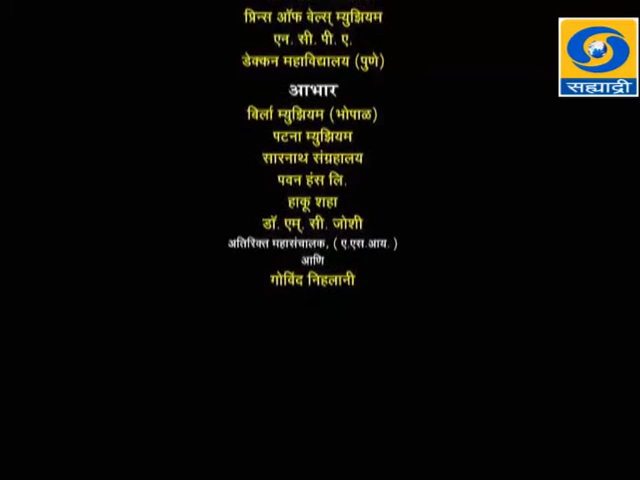 प्रिन्स ऑफ वेल्स् म्युझियम
एन. सी. पी. ए.
डेक्कन महाविद्यालय (पुणे)
आभार
बिर्ला म्युझियम (भोपाळ)
पटना म्युझियम
सारनाथ संग्रहालय
पवन हंस लि.
हाकू शहा
डॉ. एम्. सी. जोशी
अतिरिक्त महासंचालक, ( ए.एस.आय. )
आणि
गोविंद निहलानी
सह्याद्री